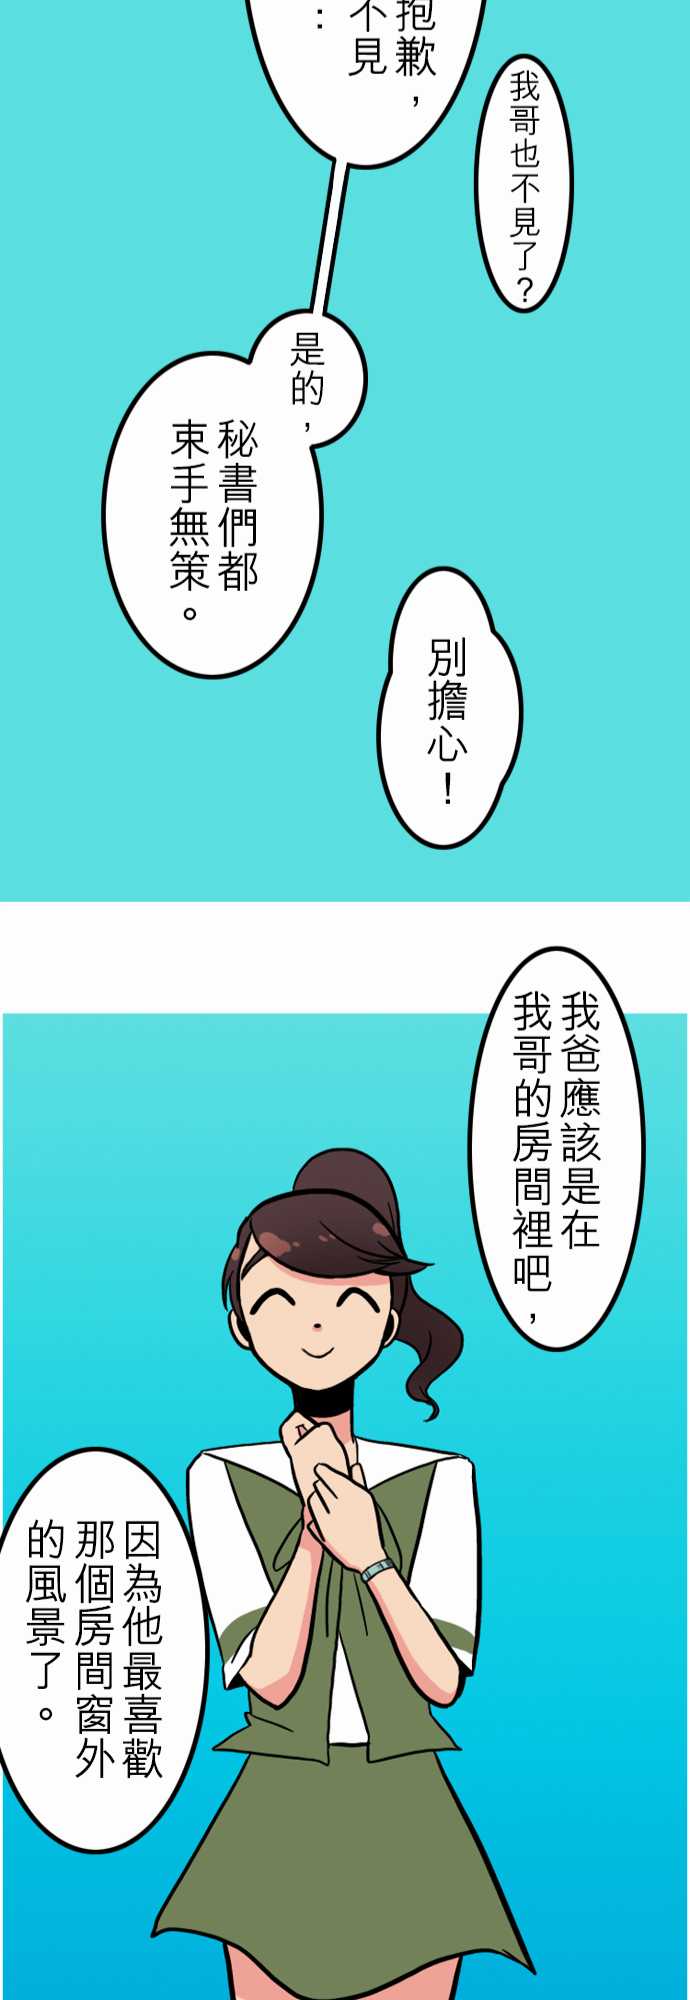 抱歉，
不見
：
我哥也不見了？
是的，
秘書們都
束手無策。
別擔心！
我爸應該是在
我哥的房間裡吧，
因為他最喜歡
那個房間窗外
的風景了。